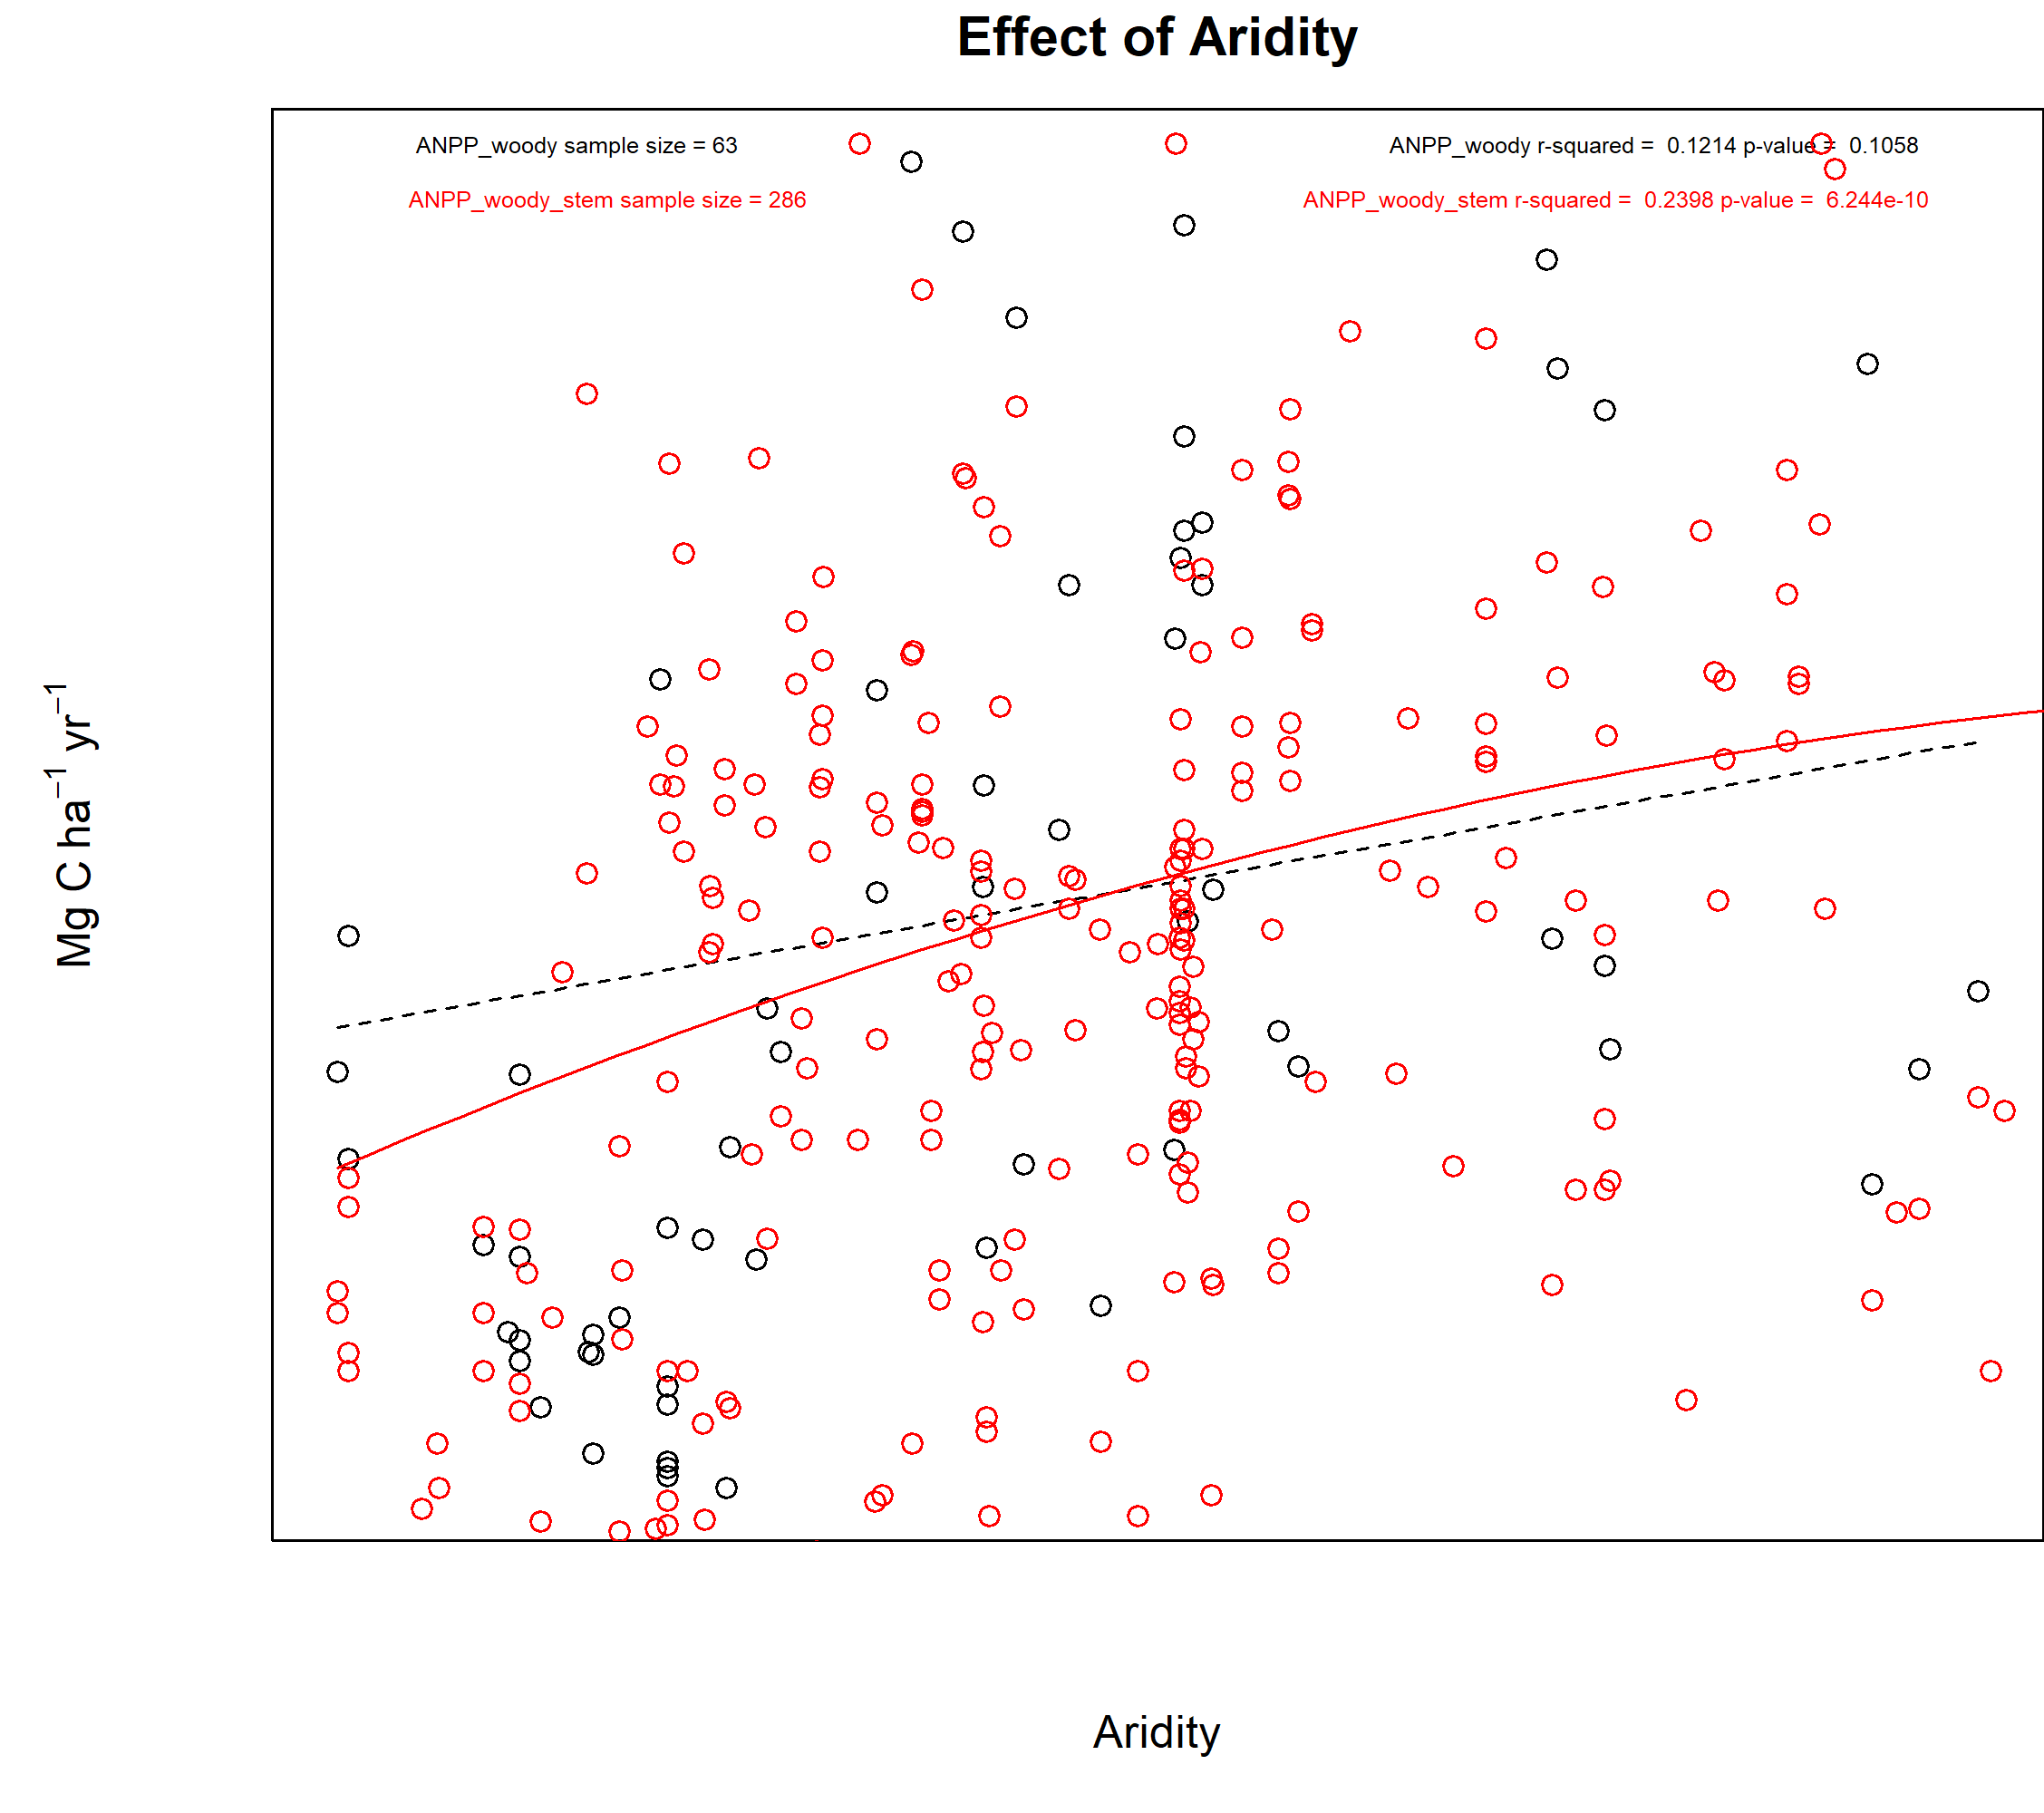 Effect of Aridity
ANPP_woody sample size = 63
ANPP_woody r-squared = 0.1214 p-value = 0.1058
ANPP_woody_stem sample size = 286
ANPP_woody_stem r-squared = 0.2398 p-value = 6.244e-10
Mg C ha⁻¹ yr⁻¹
Aridity